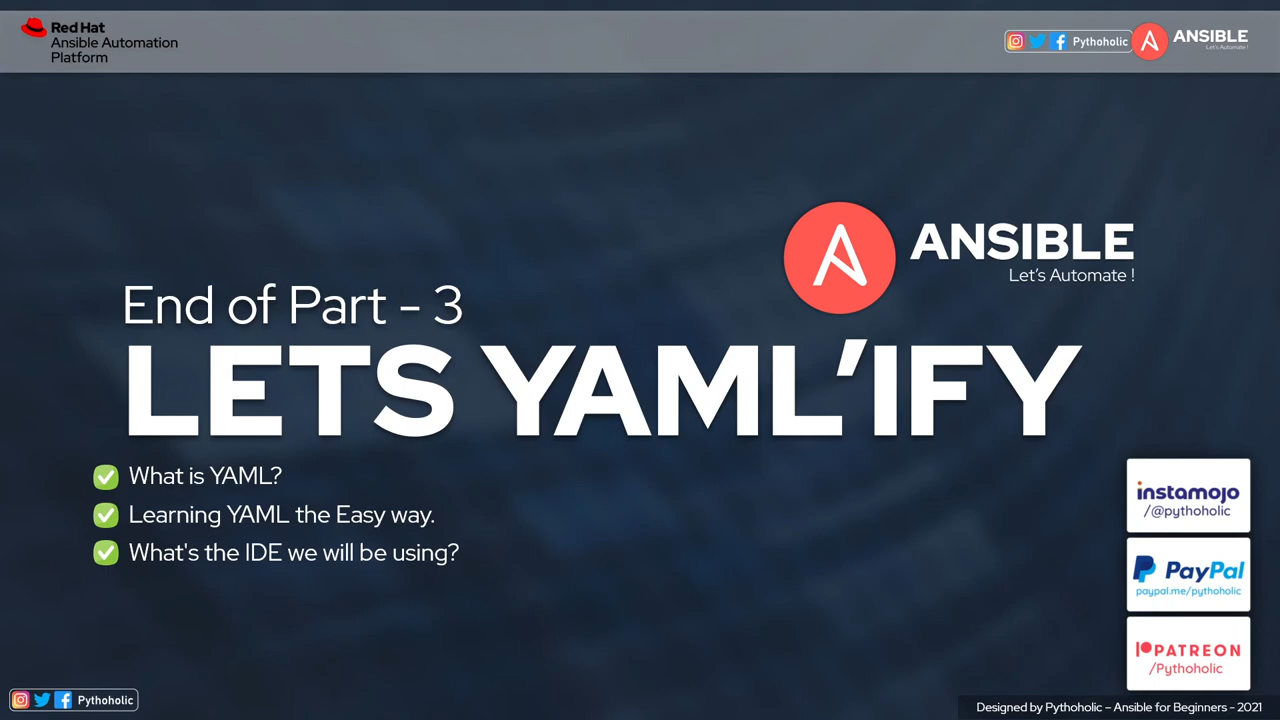 Red Hat
Ansible Automation
Platform
Pythoholic
ANSIBLE
Let's Automate !
ANSIBLE
Let's Automate !
End of Part - 3
LETS YAML'IFY
What is YAML?
Learning YAML the Easy way.
What's the IDE we will be using?
instamojo
/@pythoholic
PayPal
paypal.me/pythoholic
PATREON
/Pythoholic
Pythoholic
Designed by Pythoholic – Ansible for Beginners - 2021